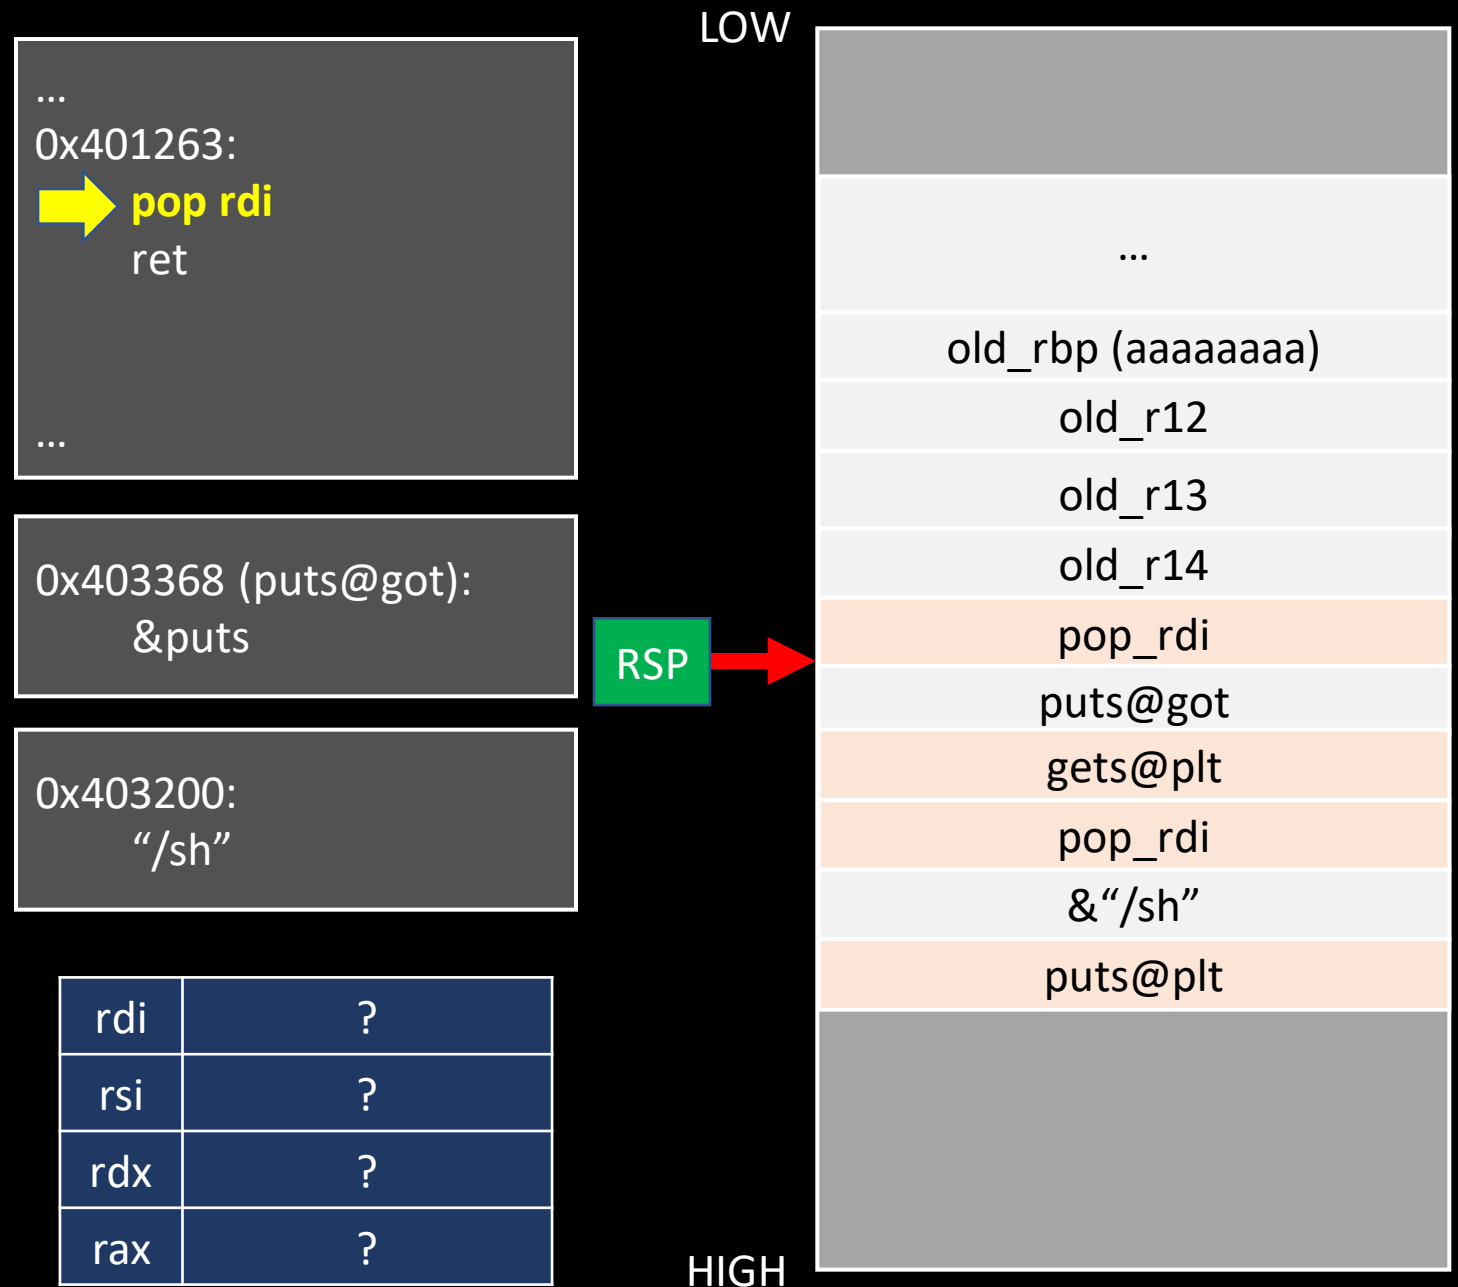 LOW
…
0x401263:
pop rdi
ret
…
0x403368 (puts@got):
&puts
0x403200:
“/sh”
rdi ?
rsi ?
rdx ?
rax ?
RSP
…
old_rbp (aaaaaaaa)
old_r12
old_r13
old_r14
pop_rdi
puts@got
gets@plt
pop_rdi
&“/sh”
puts@plt
HIGH